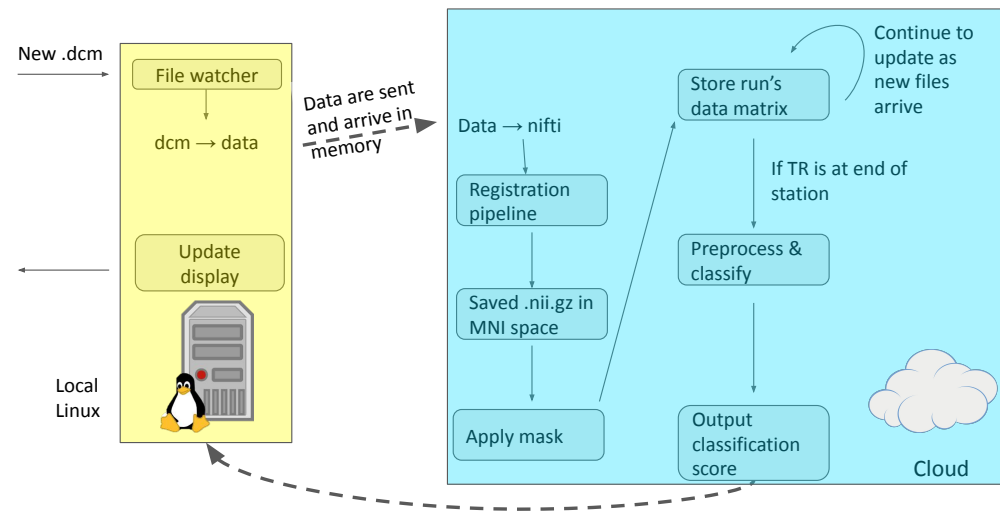 New .dcm
File watcher
dcm → data
Update
display
Local
Linux
Data are sent
and arrive in
memory
Data → nifti
Registration
pipeline
Saved .nii.gz in
MNI space
Apply mask
Store run's
data matrix
Continue to
update as
new files
arrive
If TR is at end of
station
Preprocess &
classify
Output
classification
score
Cloud